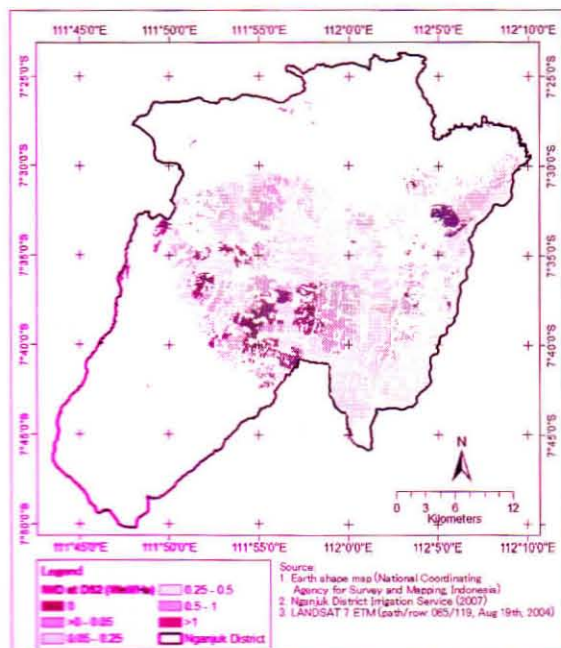 111°45'0"E 111°50'0"E 111°55'0"E 112°0'0"E 112°5'0"E 112°10'0"E
7°25'0"S 7°25'0"S
7°30'0"S 7°30'0"S
7°35'0"S 7°35'0"S
7°40'0"S 7°40'0"S
7°45'0"S 7°45'0"S
7°50'0"S 7°50'0"S
N
0 3 6 12
Kilometers
111°45'0"E 111°50'0"E 111°55'0"E 112°0'0"E 112°5'0"E 112°10'0"E
Legend
at D82
0
>0 - 0.05
0.05 - 0.25
0.25 - 0.5
0.5 - 1
>1
Nganjuk District
Source:
1. Earth shape map (National Coordinating
Agency for Survey and Mapping, Indonesia)
2. Nganjuk District Irrigation Service (2007)
3. LANDSAT 7 ETM (path/row: 065/119, Aug 19th, 2004)